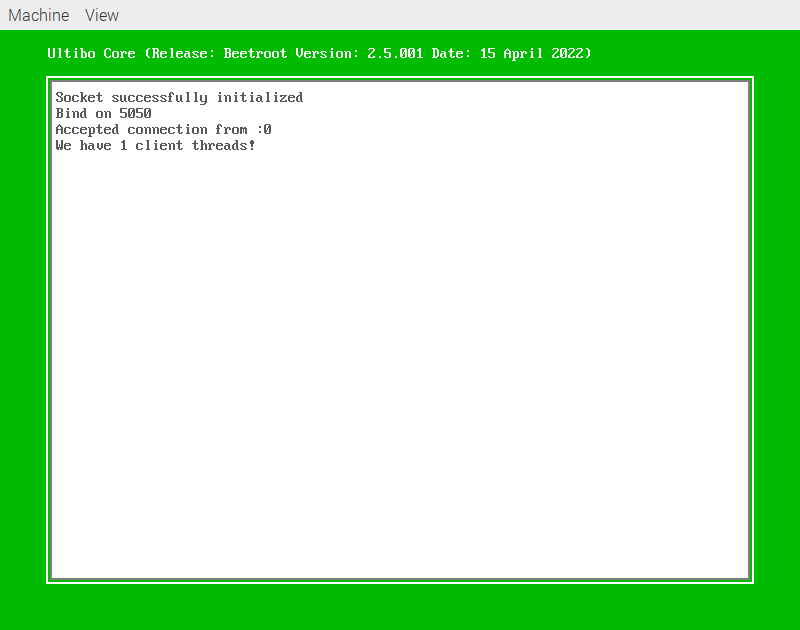 Machine View
Ultibo Core (Release: Beetroot Version: 2.5.001 Date: 15 April 2022)
Socket successfully initialized
Bind on 5050
Accepted connection from :0
We have 1 client threads!